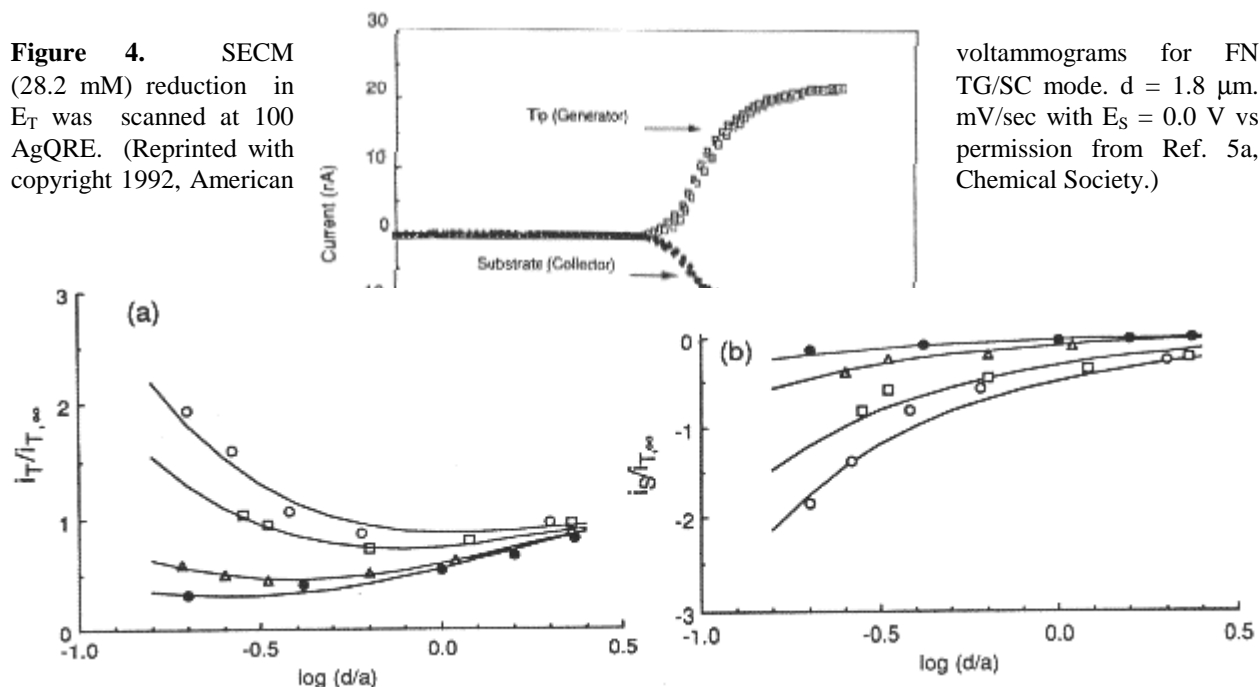 Figure 4. SECM voltammograms for FN
(28.2 mM) reduction in TG/SC mode. d = 1.8 μm.
E_T was scanned at 100 mV/sec with E_S = 0.0 V vs
AgQRE. (Reprinted with permission from Ref. 5a,
copyright 1992, American Chemical Society.)
30
20
10
0
Current (nA)
Tip (Generator)
Substrate (Collector)
(a)
3
2
1
0
i_T/i_T,∞
-1.0 -0.5 0.0 0.5
log (d/a)
(b)
0
-1
-2
-3
i_S/i_T,∞
-1.0 -0.5 0.0 0.5
log (d/a)